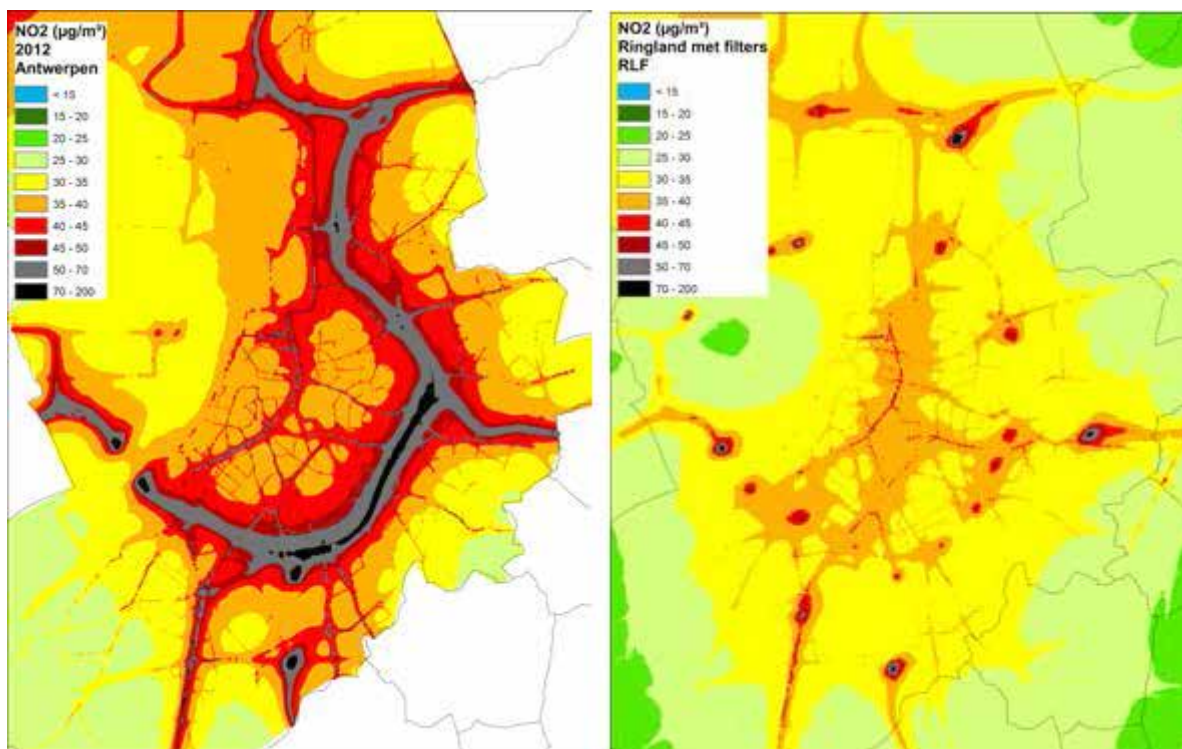 NO2 (µg/m³)
2012
Antwerpen
< 15
15 - 20
20 - 25
25 - 30
30 - 35
35 - 40
40 - 45
45 - 50
50 - 70
70 - 200
NO2 (µg/m³)
Ringland met filters
RLF
< 15
15 - 20
20 - 25
25 - 30
30 - 35
35 - 40
40 - 45
45 - 50
50 - 70
70 - 200